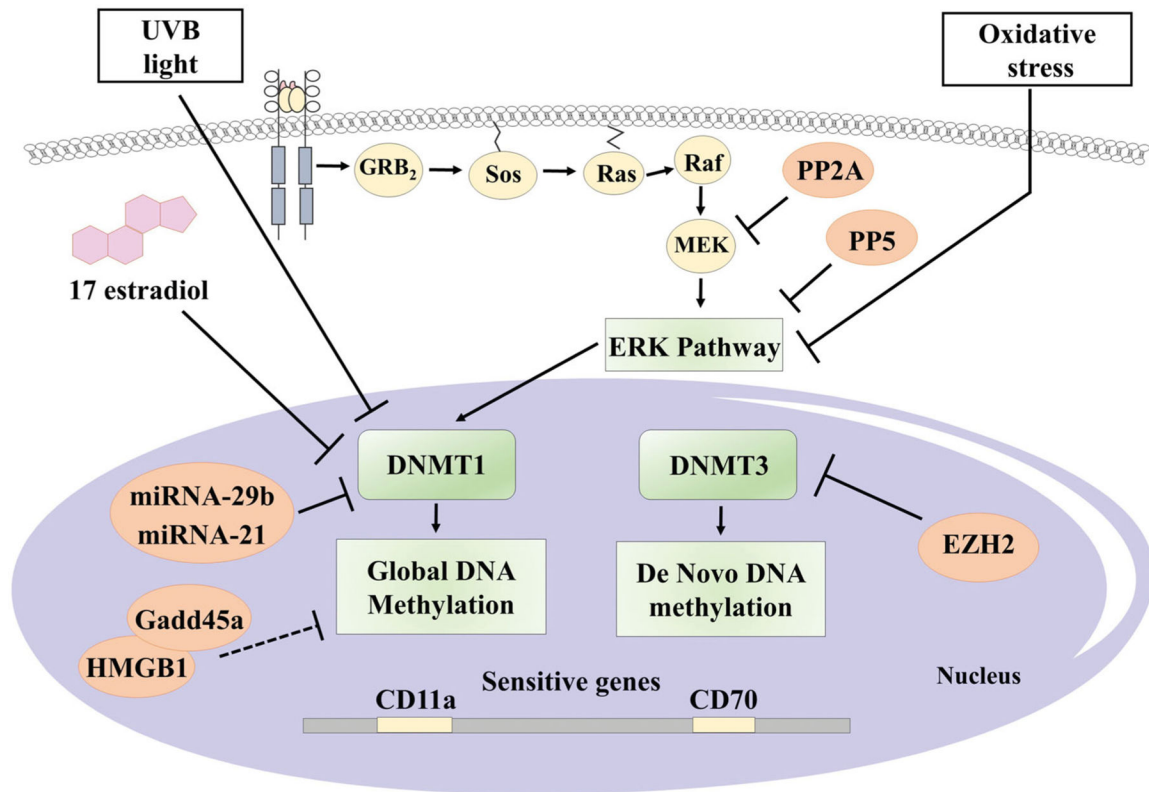 UVB
light
Oxidative
stress
GRB₂
Sos
Ras
Raf
PP2A
MEK
PP5
17 estradiol
ERK Pathway
DNMT1
DNMT3
miRNA-29b
miRNA-21
EZH2
Global DNA
Methylation
De Novo DNA
methylation
Gadd45a
HMGB1
Sensitive genes
Nucleus
CD11a
CD70